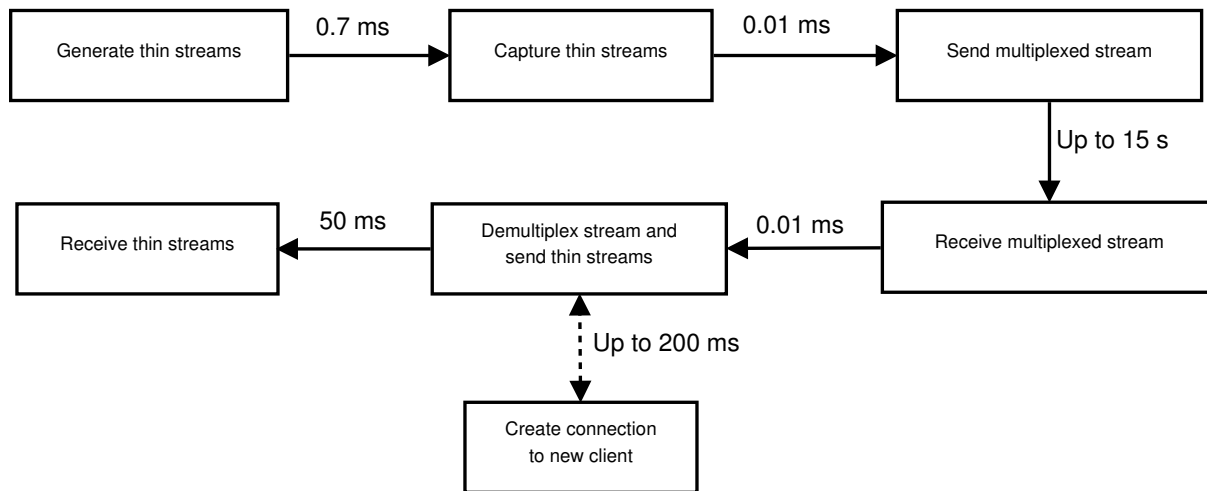 0.7 ms
0.01 ms
Generate thin streams
Capture thin streams
Send multiplexed stream
Up to 15 s
50 ms
0.01 ms
Receive thin streams
Demultiplex stream and
send thin streams
Receive multiplexed stream
Up to 200 ms
Create connection
to new client